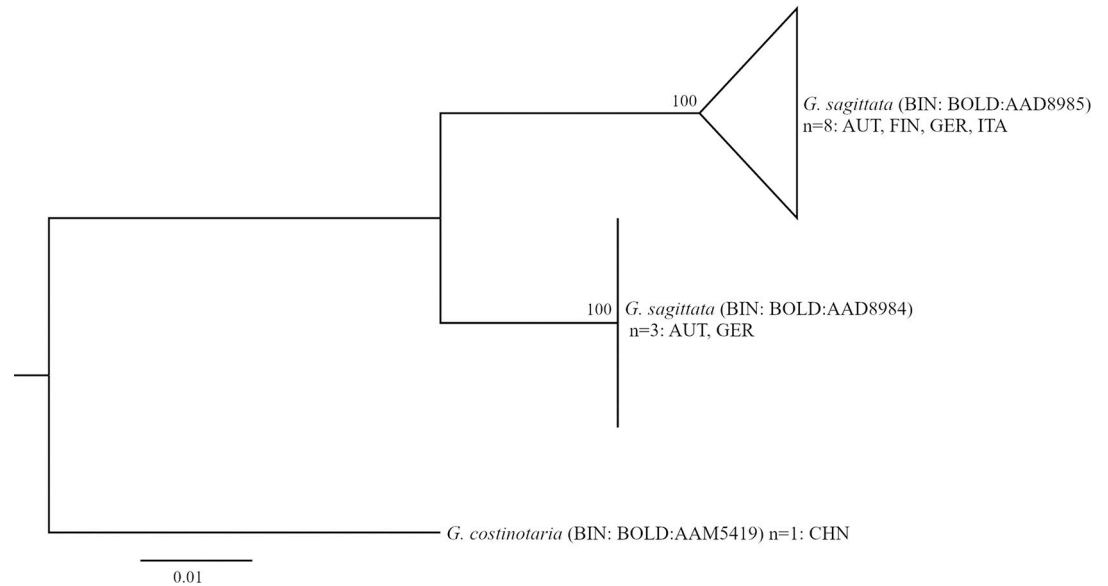 100
G. sagittata (BIN: BOLD:AAD8985)
n=8: AUT, FIN, GER, ITA
100
G. sagittata (BIN: BOLD:AAD8984)
n=3: AUT, GER
G. costinotaria (BIN: BOLD:AAM5419) n=1: CHN
0.01